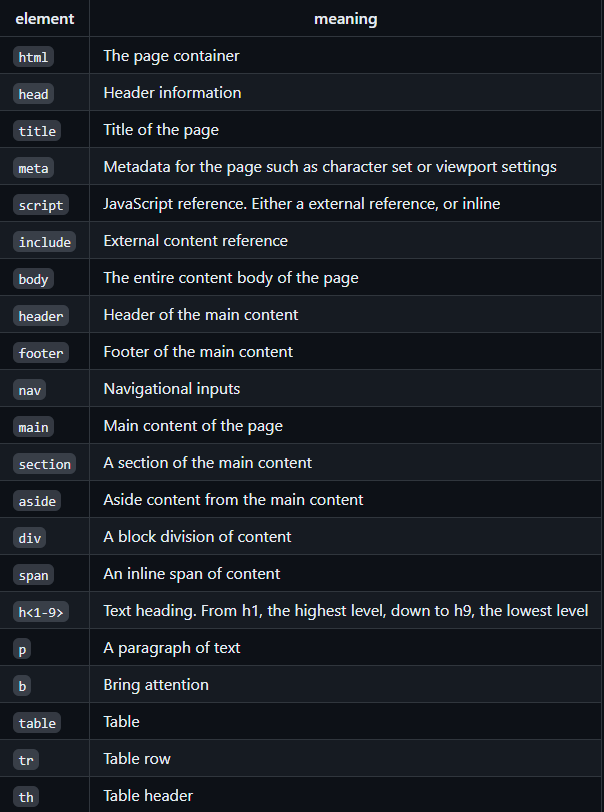 element meaning
html The page container
head Header information
title Title of the page
meta Metadata for the page such as character set or viewport settings
script JavaScript reference. Either a external reference, or inline
include External content reference
body The entire content body of the page
header Header of the main content
footer Footer of the main content
nav Navigational inputs
main Main content of the page
section A section of the main content
aside Aside content from the main content
div A block division of content
span An inline span of content
h<1-9> Text heading. From h1, the highest level, down to h9, the lowest level
p A paragraph of text
b Bring attention
table Table
tr Table row
th Table header